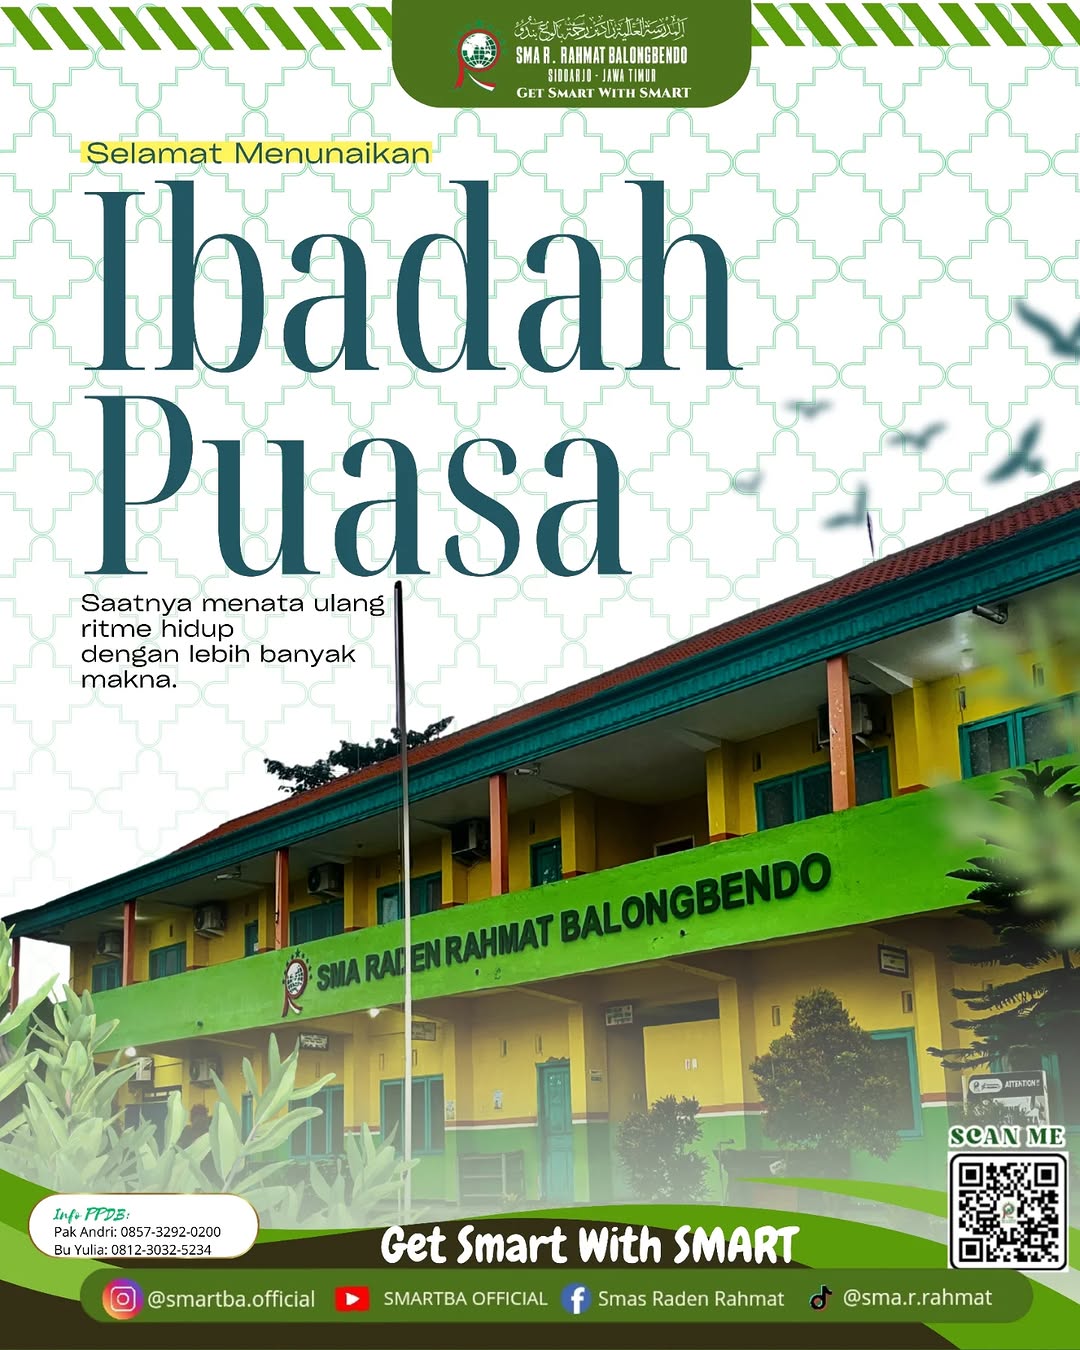 SMA R. RAHMAT BALONGBENDO
SIDOARJO - JAWA TIMUR
GET SMART WITH SMART
Selamat Menunaikan
Ibadah
Puasa
Saatnya menata ulang
ritme hidup
dengan lebih banyak
makna.
SMA RADEN RAHMAT BALONGBENDO
ATTENTION!!
SCAN ME
Info PPDB:
Pak Andri: 0857-3292-0200
Bu Yulia: 0812-3032-5234
Get Smart With SMART
@smartba.official
SMARTBA OFFICIAL
Smas Raden Rahmat
@sma.r.rahmat